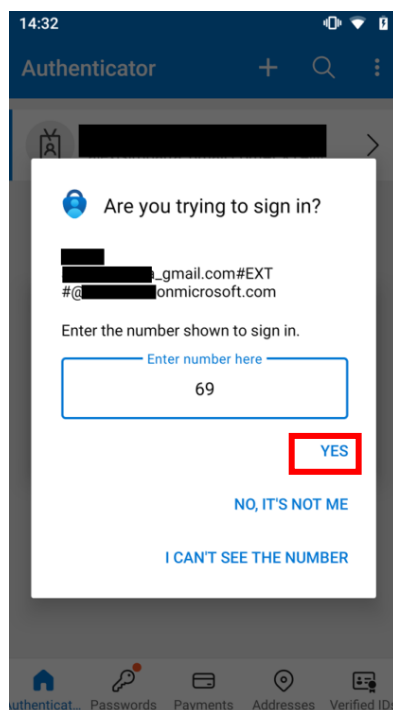 14:32
Authenticator
Are you trying to sign in?
_gmail.com#EXT
#@ onmicrosoft.com
Enter the number shown to sign in.
Enter number here
69
YES
NO, IT'S NOT ME
I CAN'T SEE THE NUMBER
Authenticat... Passwords Payments Addresses Verified IDs